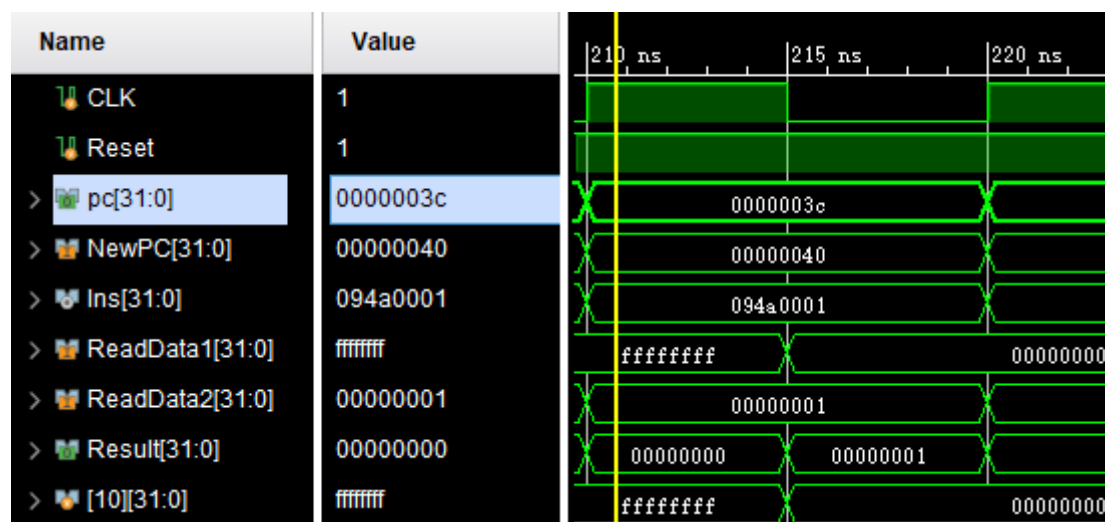 Name Value 210 ns 215 ns 220 ns
CLK 1
Reset 1
pc[31:0] 0000003c 0000003c
NewPC[31:0] 00000040 00000040
Ins[31:0] 094a0001 094a0001
ReadData1[31:0] ffffffff ffffffff 00000000
ReadData2[31:0] 00000001 00000001
Result[31:0] 00000000 00000000 00000001
[10][31:0] ffffffff ffffffff 00000000